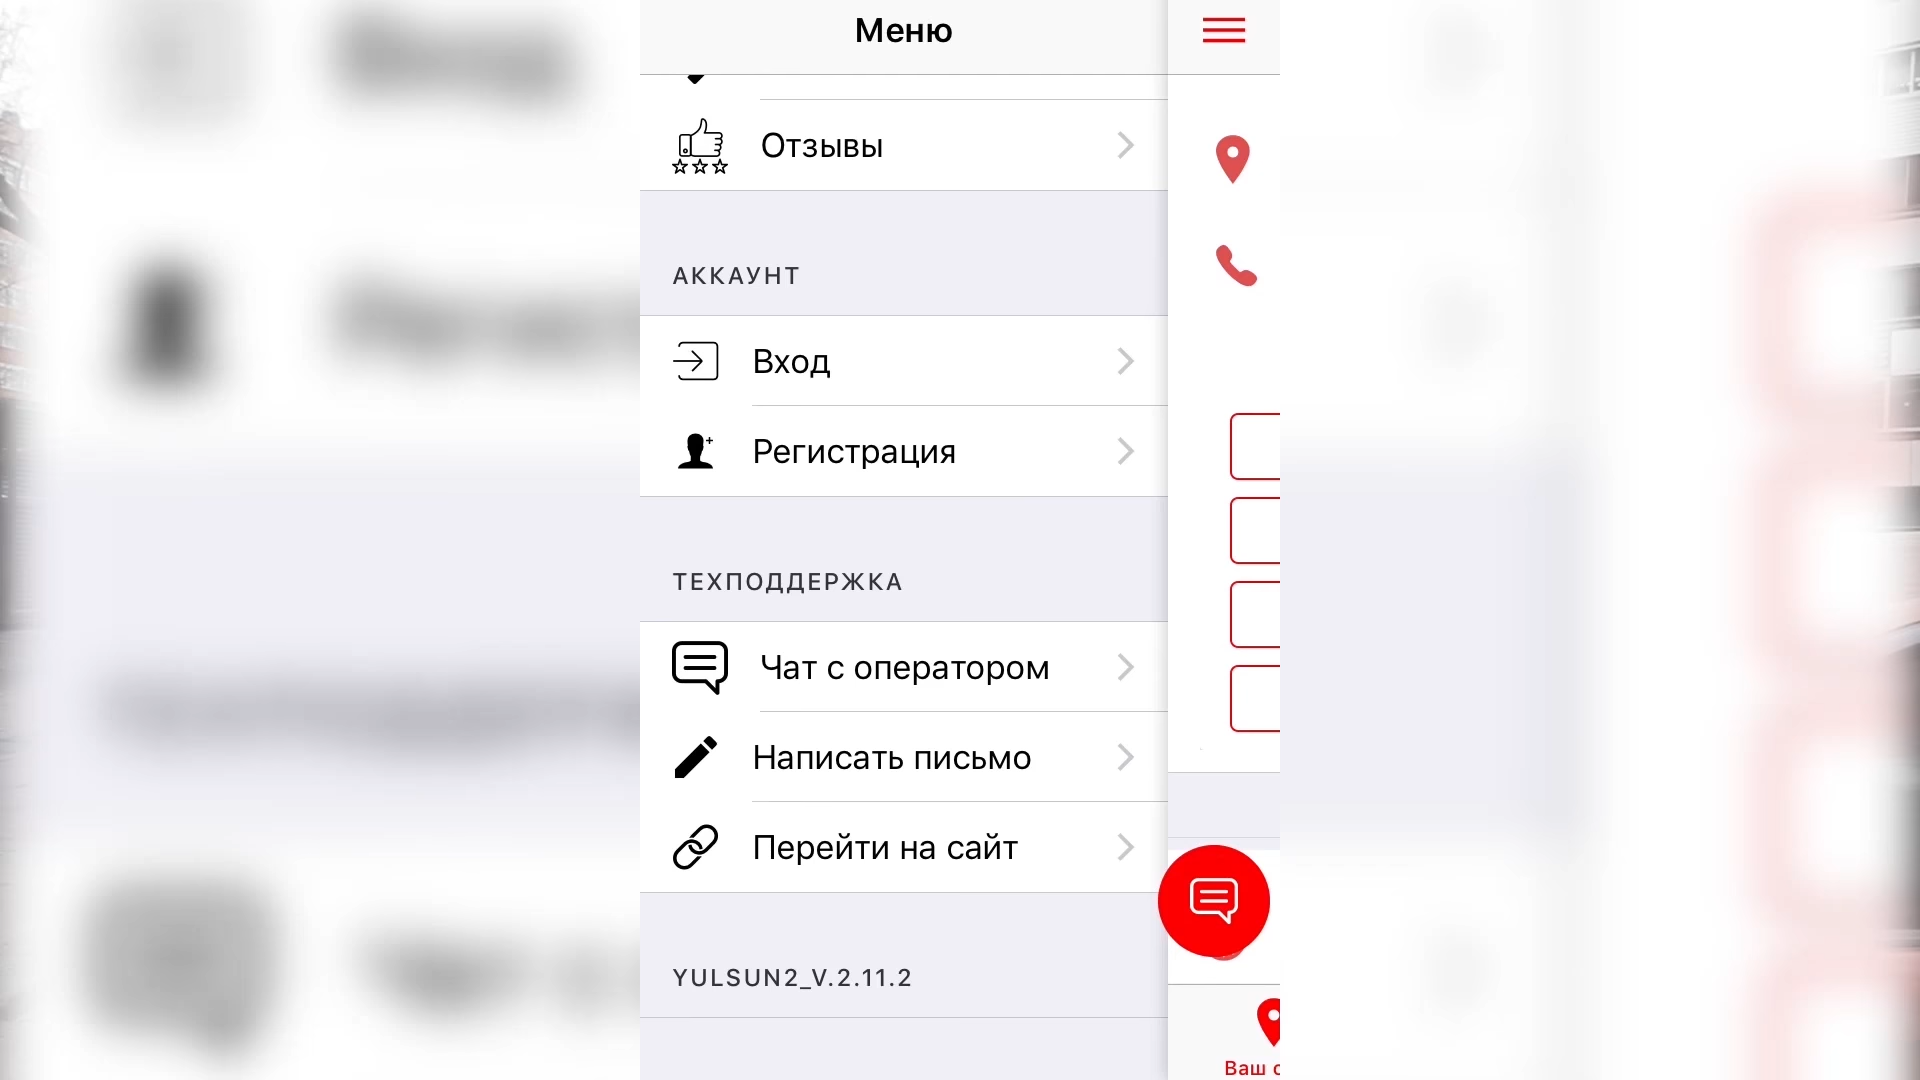 Меню
Отзывы
АККАУНТ
Вход
Регистрация
ТЕХПОДДЕРЖКА
Чат с оператором
Написать письмо
Перейти на сайт
YULSUN2_V.2.11.2
Ваш